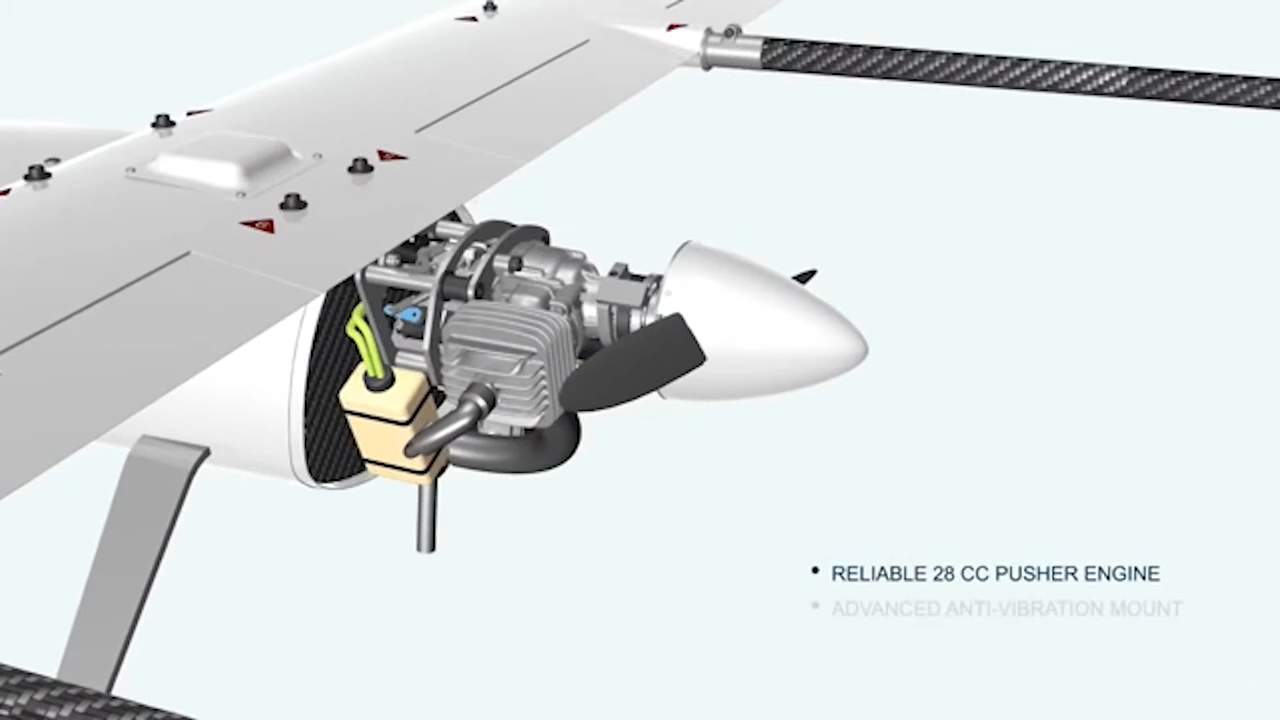 • RELIABLE 28 CC PUSHER ENGINE
• ADVANCED ANTI-VIBRATION MOUNT